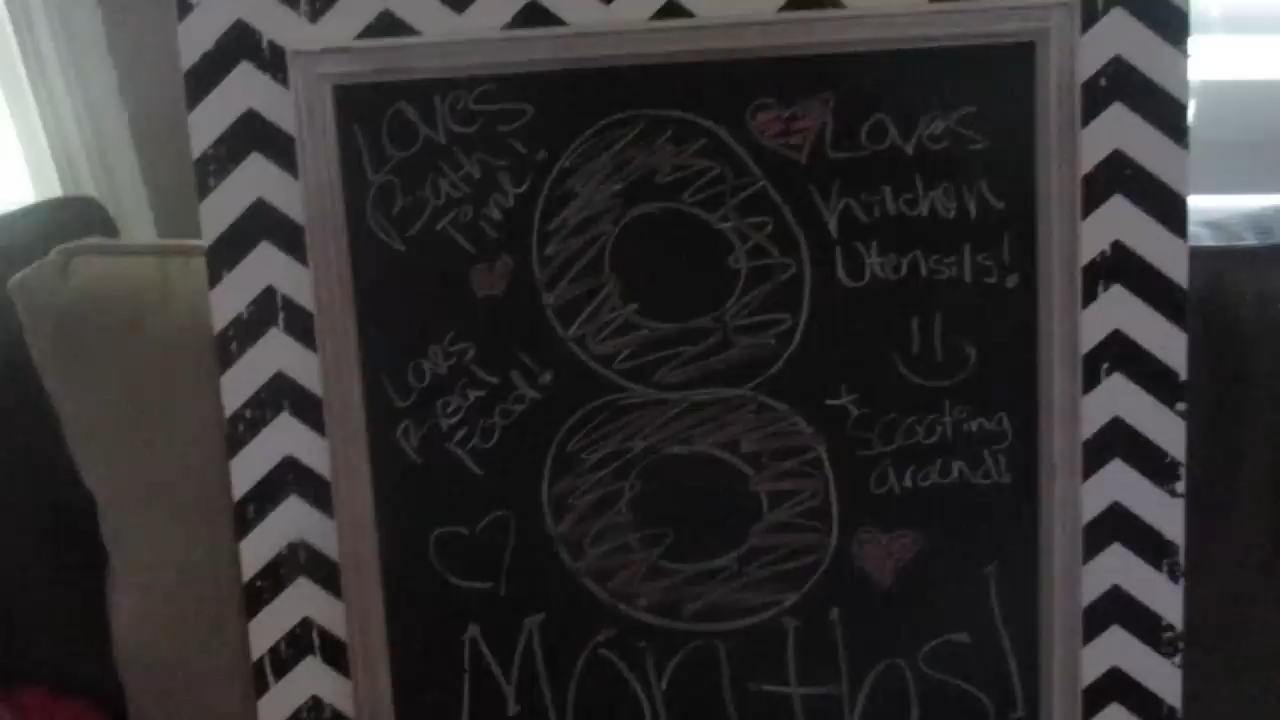 Loves
Bath
Time!
Loves
Real
Food!
8
Loves
Kitchen
Utensils!
+
Scooting
around!
Months!